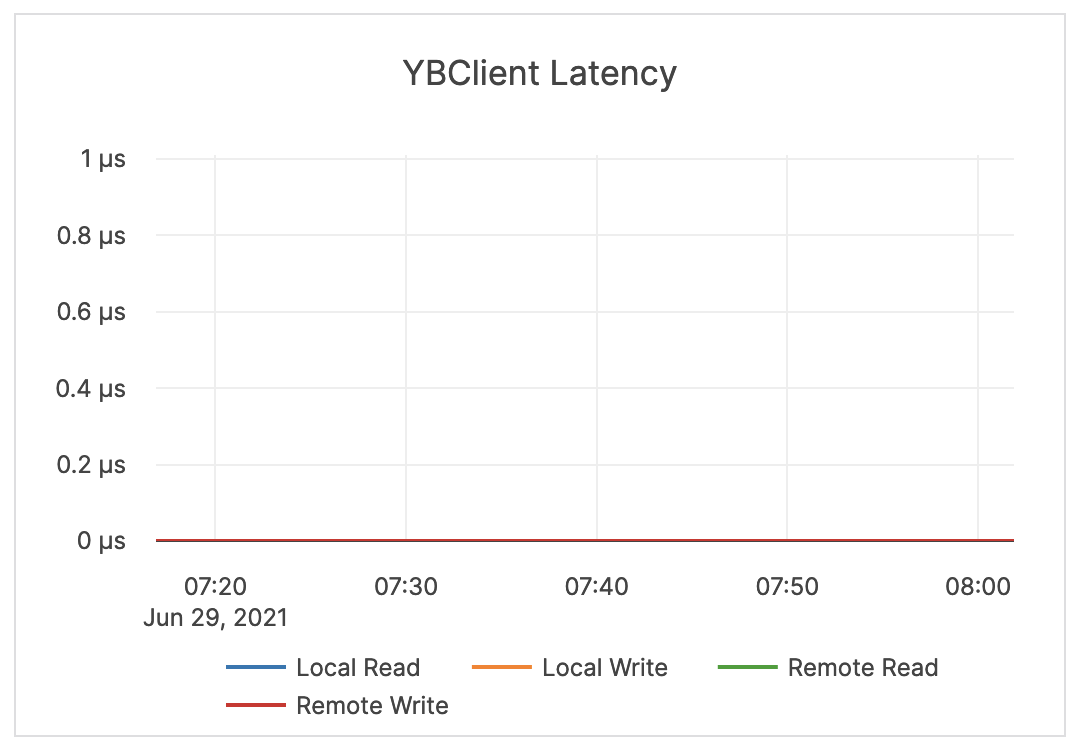 YBClient Latency
1 µs
0.8 µs
0.6 µs
0.4 µs
0.2 µs
0 µs
07:20 07:30 07:40 07:50 08:00
Jun 29, 2021
Local Read Local Write Remote Read
Remote Write